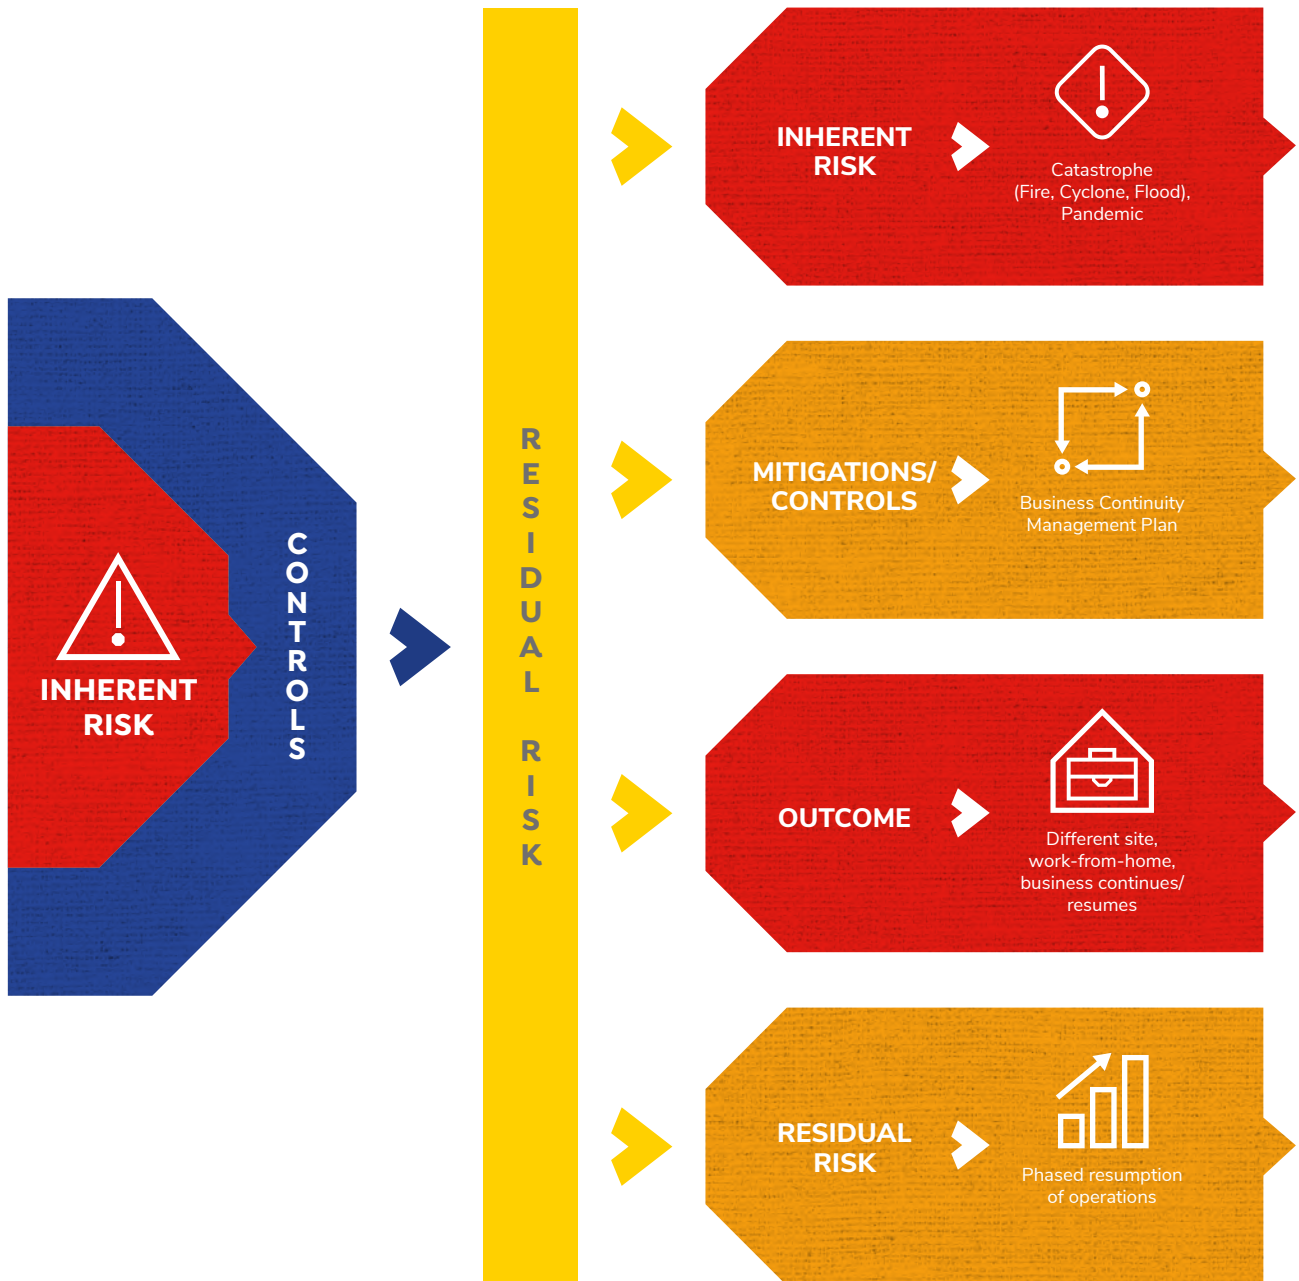 INHERENT
RISK
CONTROLS
RESIDUAL RISK
INHERENT
RISK
Catastrophe
(Fire, Cyclone, Flood),
Pandemic
MITIGATIONS/
CONTROLS
Business Continuity
Management Plan
OUTCOME
Different site,
work-from-home,
business continues/
resumes
RESIDUAL
RISK
Phased resumption
of operations